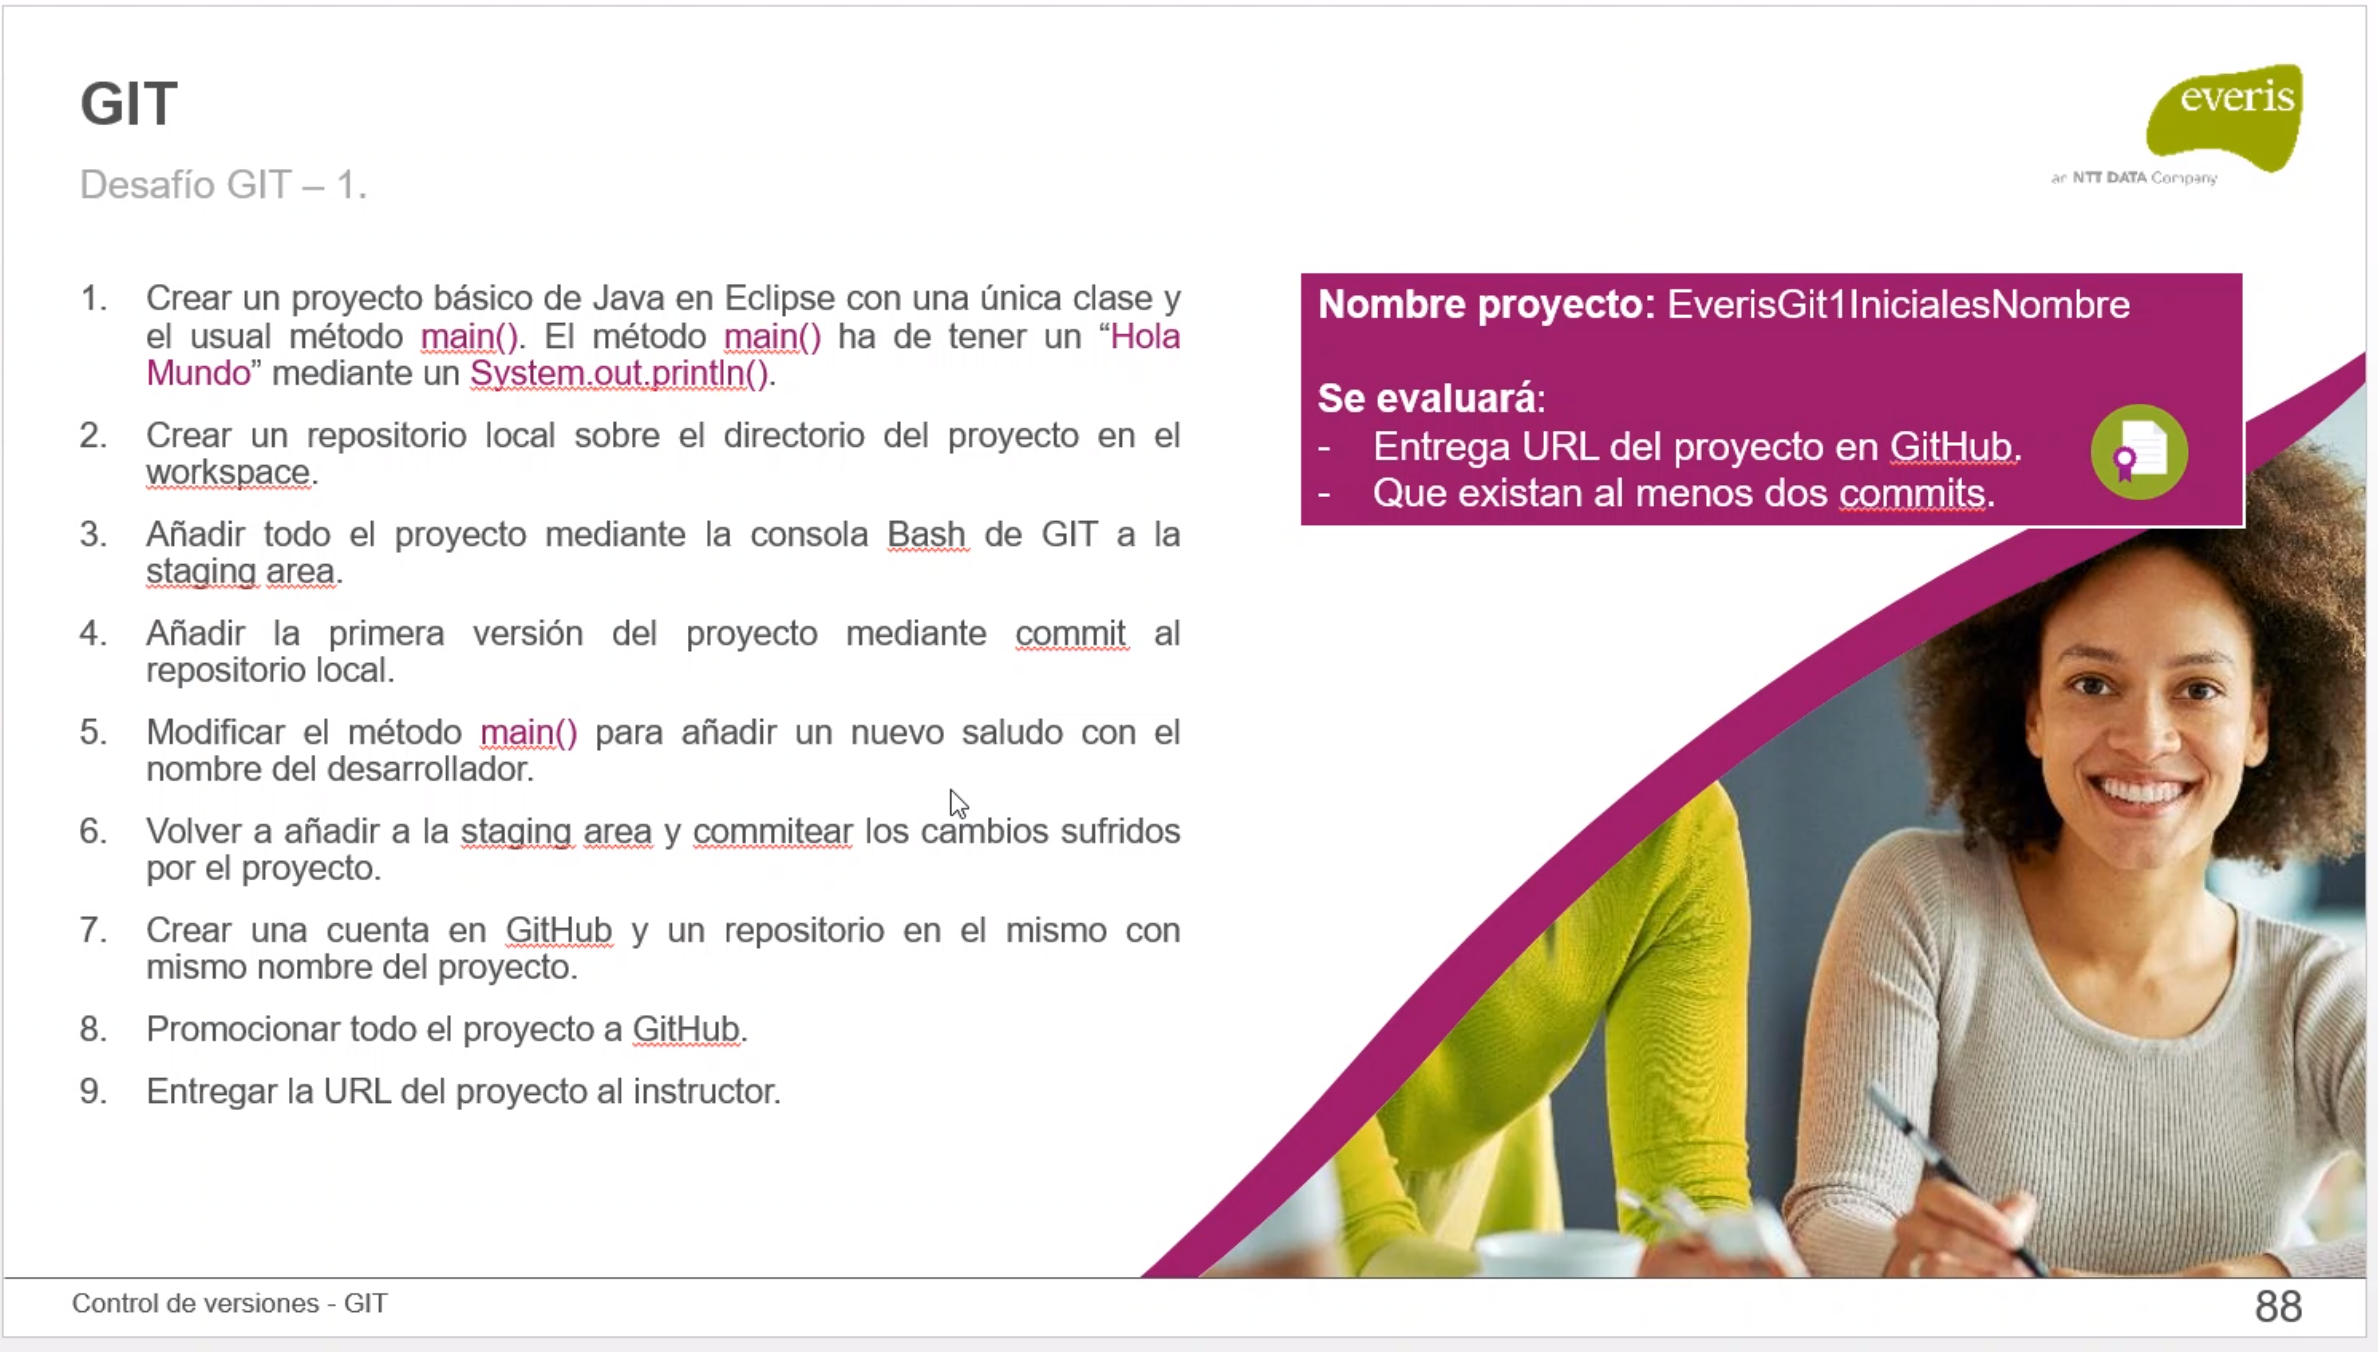 GIT
Desafío GIT – 1.
everis
an NTT DATA Company
1. Crear un proyecto básico de Java en Eclipse con una única clase y
el usual método main(). El método main() ha de tener un “Hola
Mundo” mediante un System.out.println().
2. Crear un repositorio local sobre el directorio del proyecto en el
workspace.
3. Añadir todo el proyecto mediante la consola Bash de GIT a la
staging area.
4. Añadir la primera versión del proyecto mediante commit al
repositorio local.
5. Modificar el método main() para añadir un nuevo saludo con el
nombre del desarrollador.
6. Volver a añadir a la staging area y commitear los cambios sufridos
por el proyecto.
7. Crear una cuenta en GitHub y un repositorio en el mismo con
mismo nombre del proyecto.
8. Promocionar todo el proyecto a GitHub.
9. Entregar la URL del proyecto al instructor.
Nombre proyecto: EverisGit1InicialesNombre
Se evaluará:
- Entrega URL del proyecto en GitHub.
- Que existan al menos dos commits.
Control de versiones - GIT
88